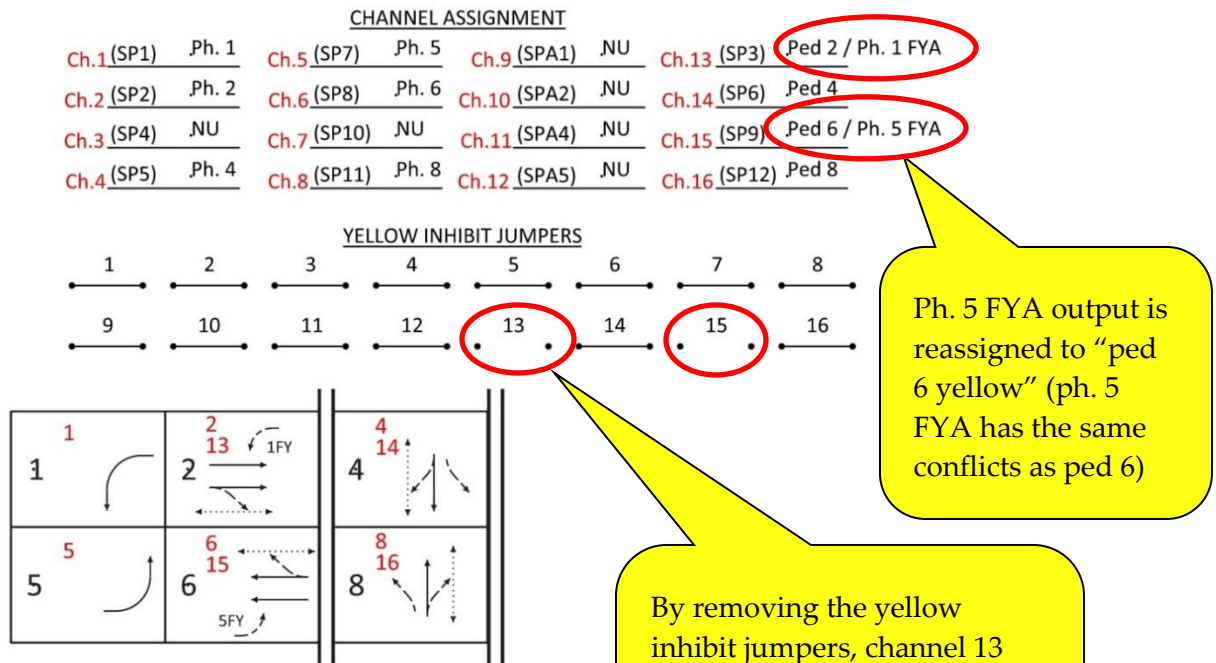 CHANNEL ASSIGNMENT
Ch.1 (SP1) Ph. 1 Ch.5 (SP7) Ph. 5 Ch.9 (SPA1) NU Ch.13 (SP3) Ped 2 / Ph. 1 FYA
Ch.2 (SP2) Ph. 2 Ch.6 (SP8) Ph. 6 Ch.10 (SPA2) NU Ch.14 (SP6) Ped 4
Ch.3 (SP4) NU Ch.7 (SP10) NU Ch.11 (SPA4) NU Ch.15 (SP9) Ped 6 / Ph. 5 FYA
Ch.4 (SP5) Ph. 4 Ch.8 (SP11) Ph. 8 Ch.12 (SPA5) NU Ch.16 (SP12) Ped 8
YELLOW INHIBIT JUMPERS
1 2 3 4 5 6 7 8
9 10 11 12 13 14 15 16
Ph. 5 FYA output is
reassigned to “ped
6 yellow” (ph. 5
FYA has the same
conflicts as ped 6)
1 1
2 2 13 1FY
4 4 14
5 5
6 6 15 5FY
8 8 16
By removing the yellow
inhibit jumpers, channel 13